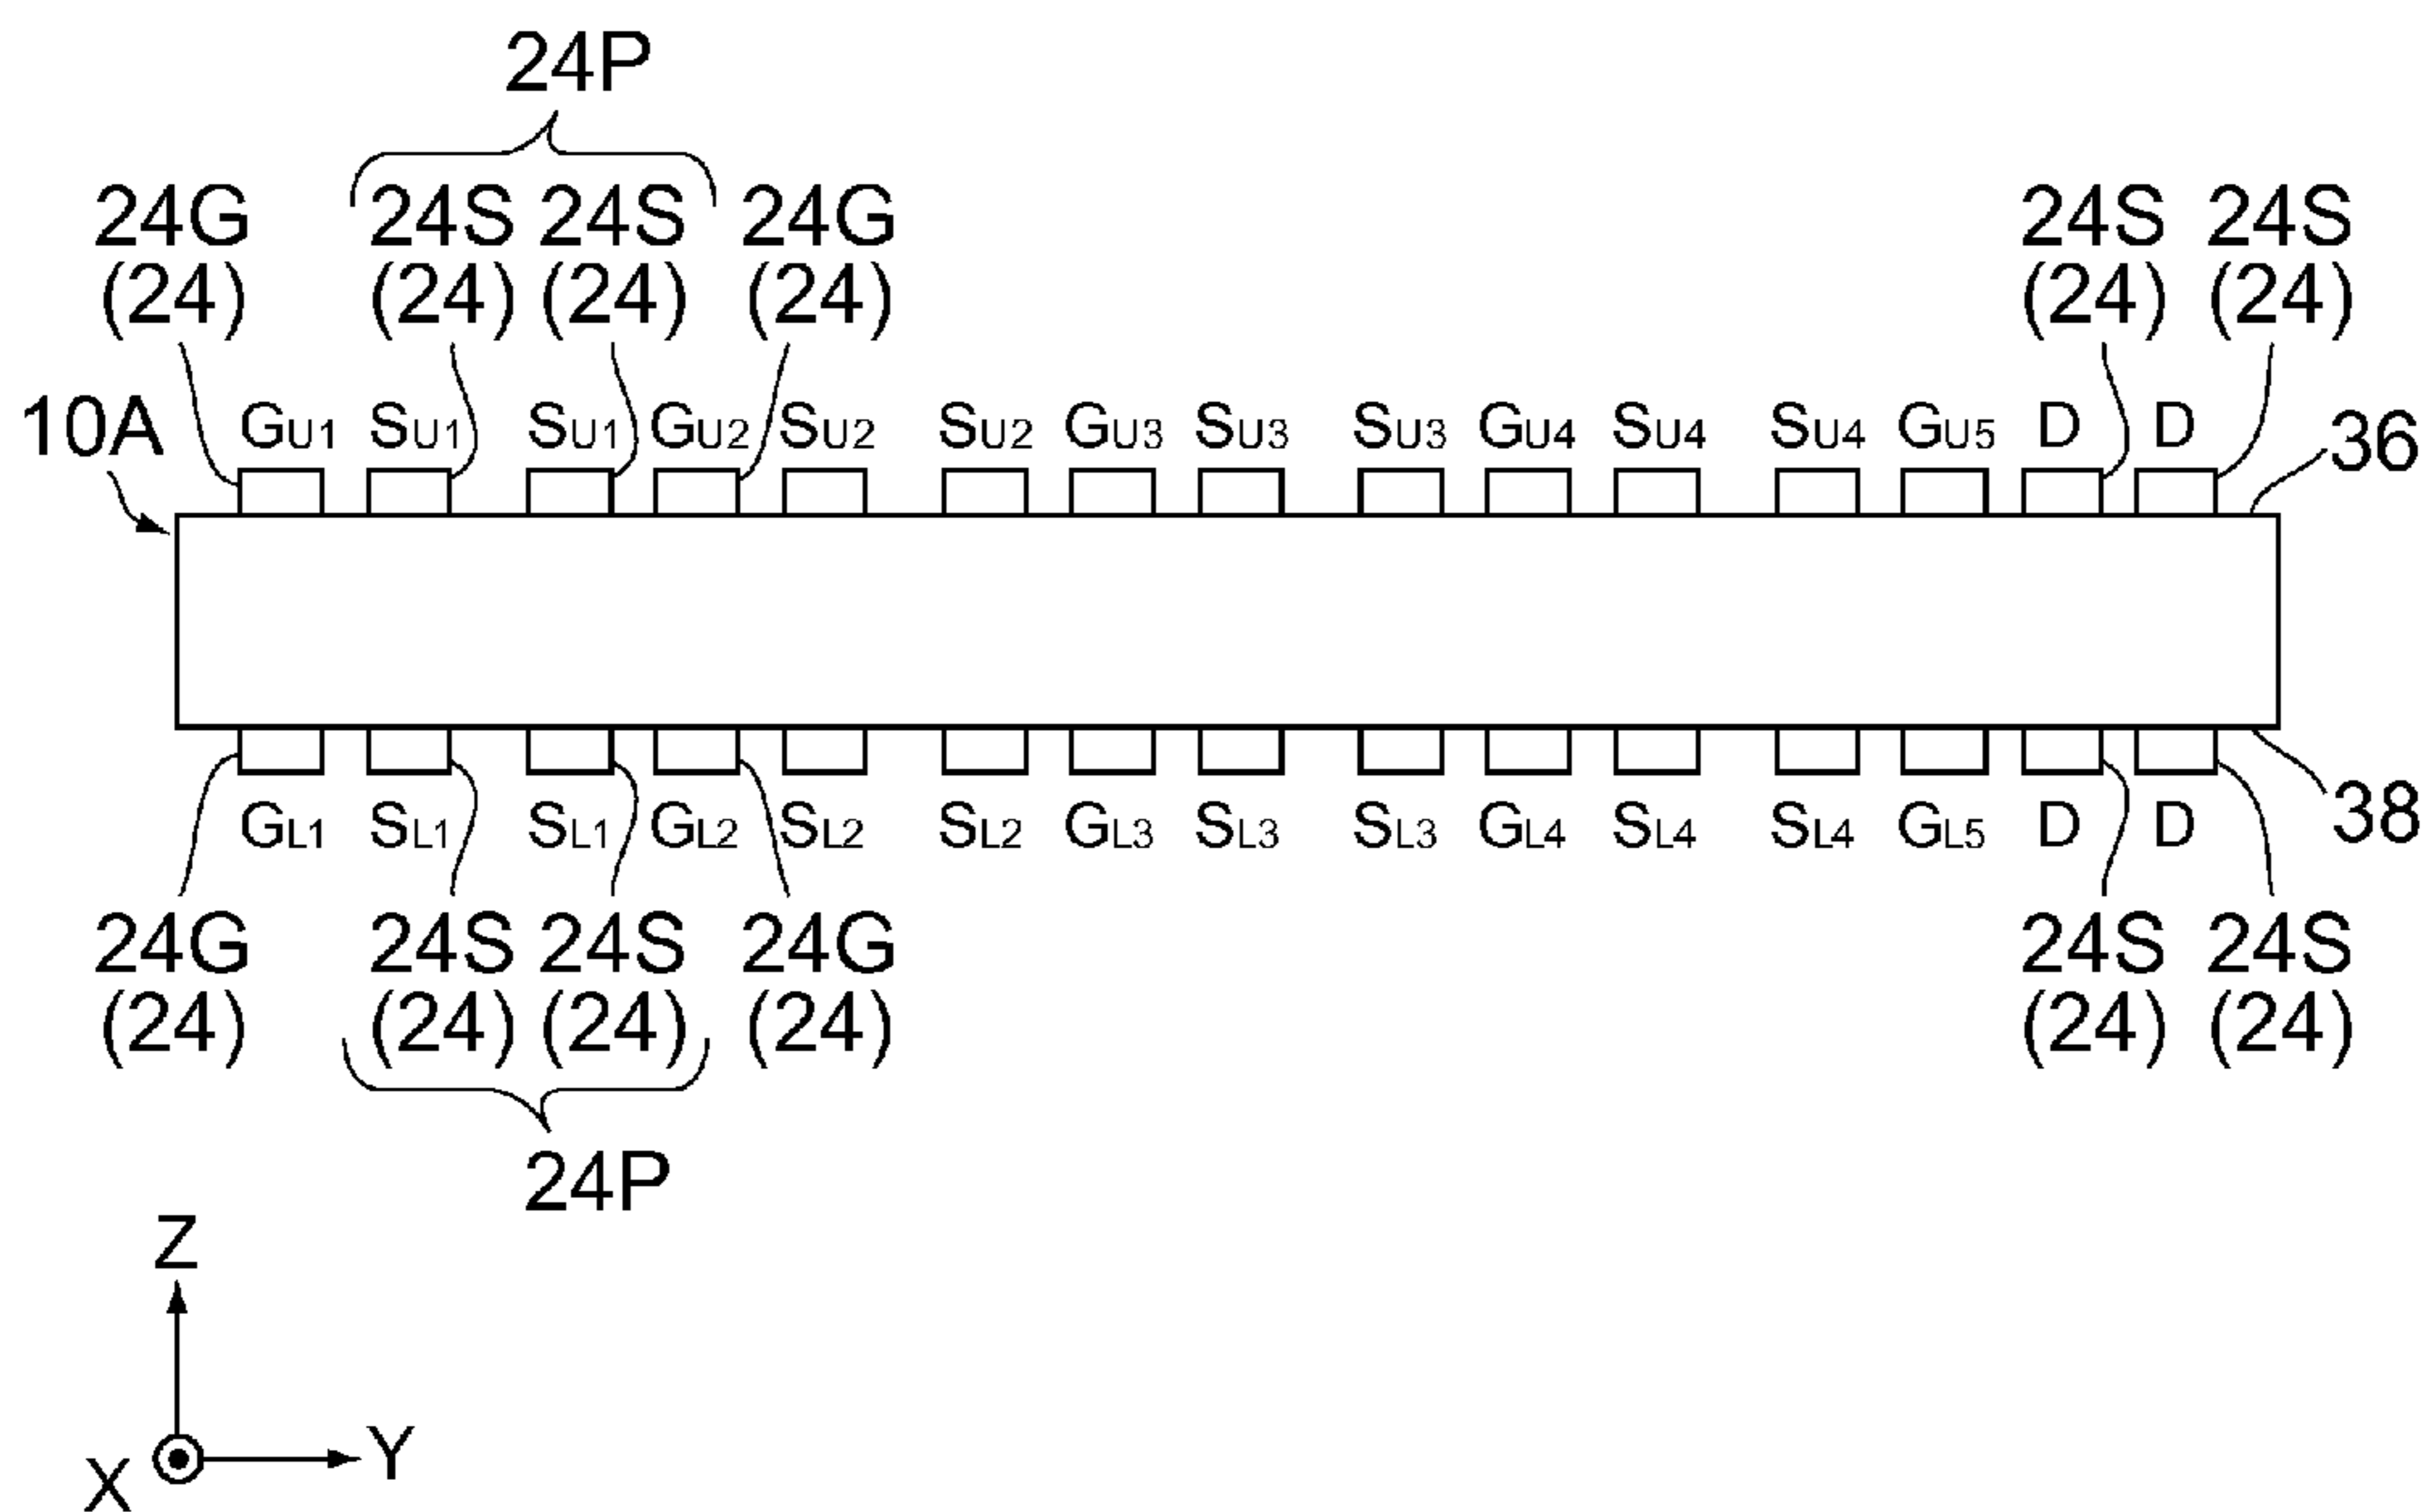 24P
24G 24S 24S 24G 24S 24S
(24) (24) (24) (24) (24) (24)
10A GU1 SU1 SU1 GU2 SU2 SU2 GU3 SU3 SU3 GU4 SU4 SU4 GU5 D D 36
GL1 SL1 SL1 GL2 SL2 SL2 GL3 SL3 SL3 GL4 SL4 SL4 GL5 D D 38
24G 24S 24S 24G 24S 24S
(24) (24) (24) (24) (24) (24)
24P
Z
Y
X